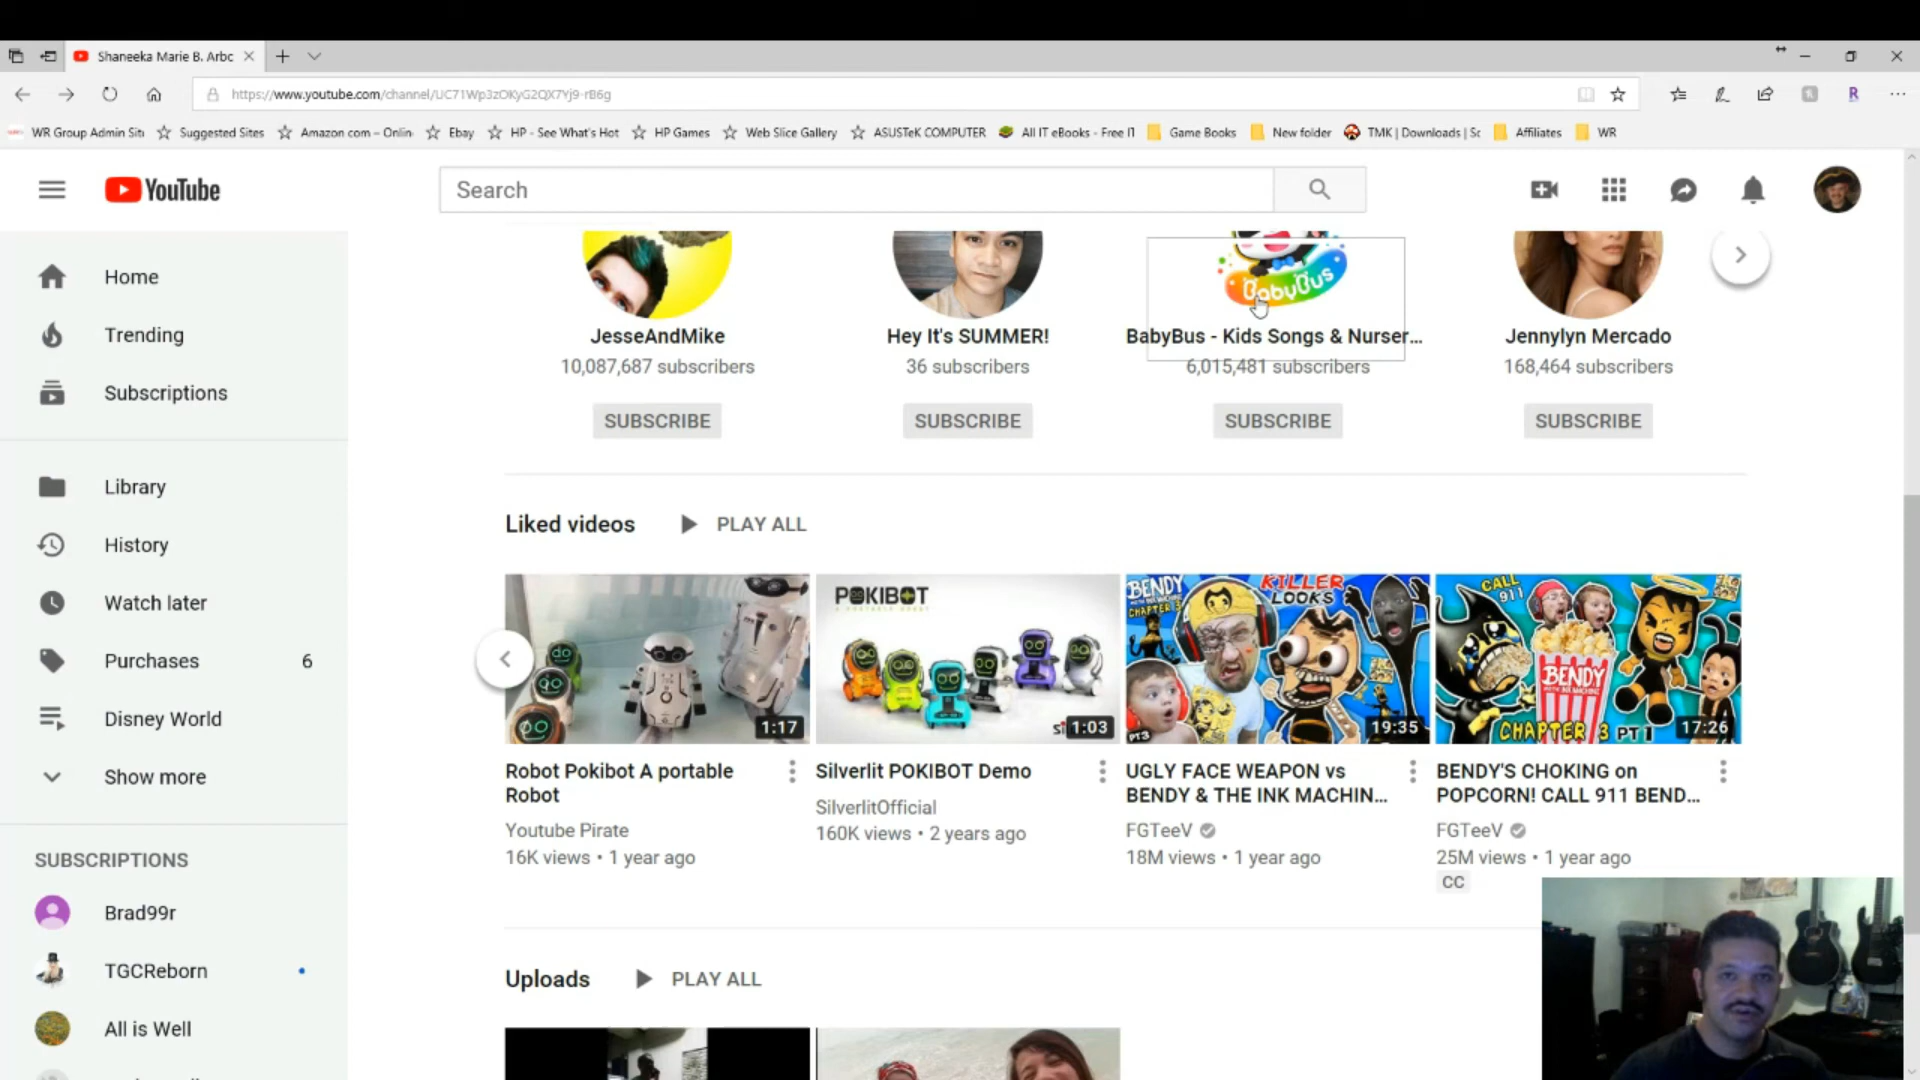 Shaneeka Marie B. Arbc
https://www.youtube.com/channel/UC71Wp3zOKyG2QX7Yj9-rB6g
WR Group Admin Sit
Suggested Sites
Amazon com – Onlin
Ebay
HP - See What's Hot
HP Games
Web Slice Gallery
ASUSTeK COMPUTER
All IT eBooks - Free I
Game Books
New folder
TMK | Downloads | Sc
Affiliates
WR
R
YouTube
Search
Home
Trending
Subscriptions
Library
History
Watch later
Purchases 6
Disney World
Show more
SUBSCRIPTIONS
Brad99r
TGCReborn
All is Well
BabyBus
JesseAndMike
Hey It's SUMMER!
BabyBus - Kids Songs & Nurser...
Jennylyn Mercado
10,087,687 subscribers
36 subscribers
6,015,481 subscribers
168,464 subscribers
SUBSCRIBE
SUBSCRIBE
SUBSCRIBE
SUBSCRIBE
Liked videos
PLAY ALL
1:17
POKIBOT
1:03
BENDY
CHAPTER 3
KILLER
LOOKS
PT3
19:35
CALL
911
BENDY
CHAPTER 3 PT1
17:26
Robot Pokibot A portable
Robot
Youtube Pirate
16K views • 1 year ago
Silverlit POKIBOT Demo
SilverlitOfficial
160K views • 2 years ago
UGLY FACE WEAPON vs
BENDY & THE INK MACHIN...
FGTeeV
18M views • 1 year ago
BENDY'S CHOKING on
POPCORN! CALL 911 BEND...
FGTeeV
25M views • 1 year ago
CC
Uploads
PLAY ALL